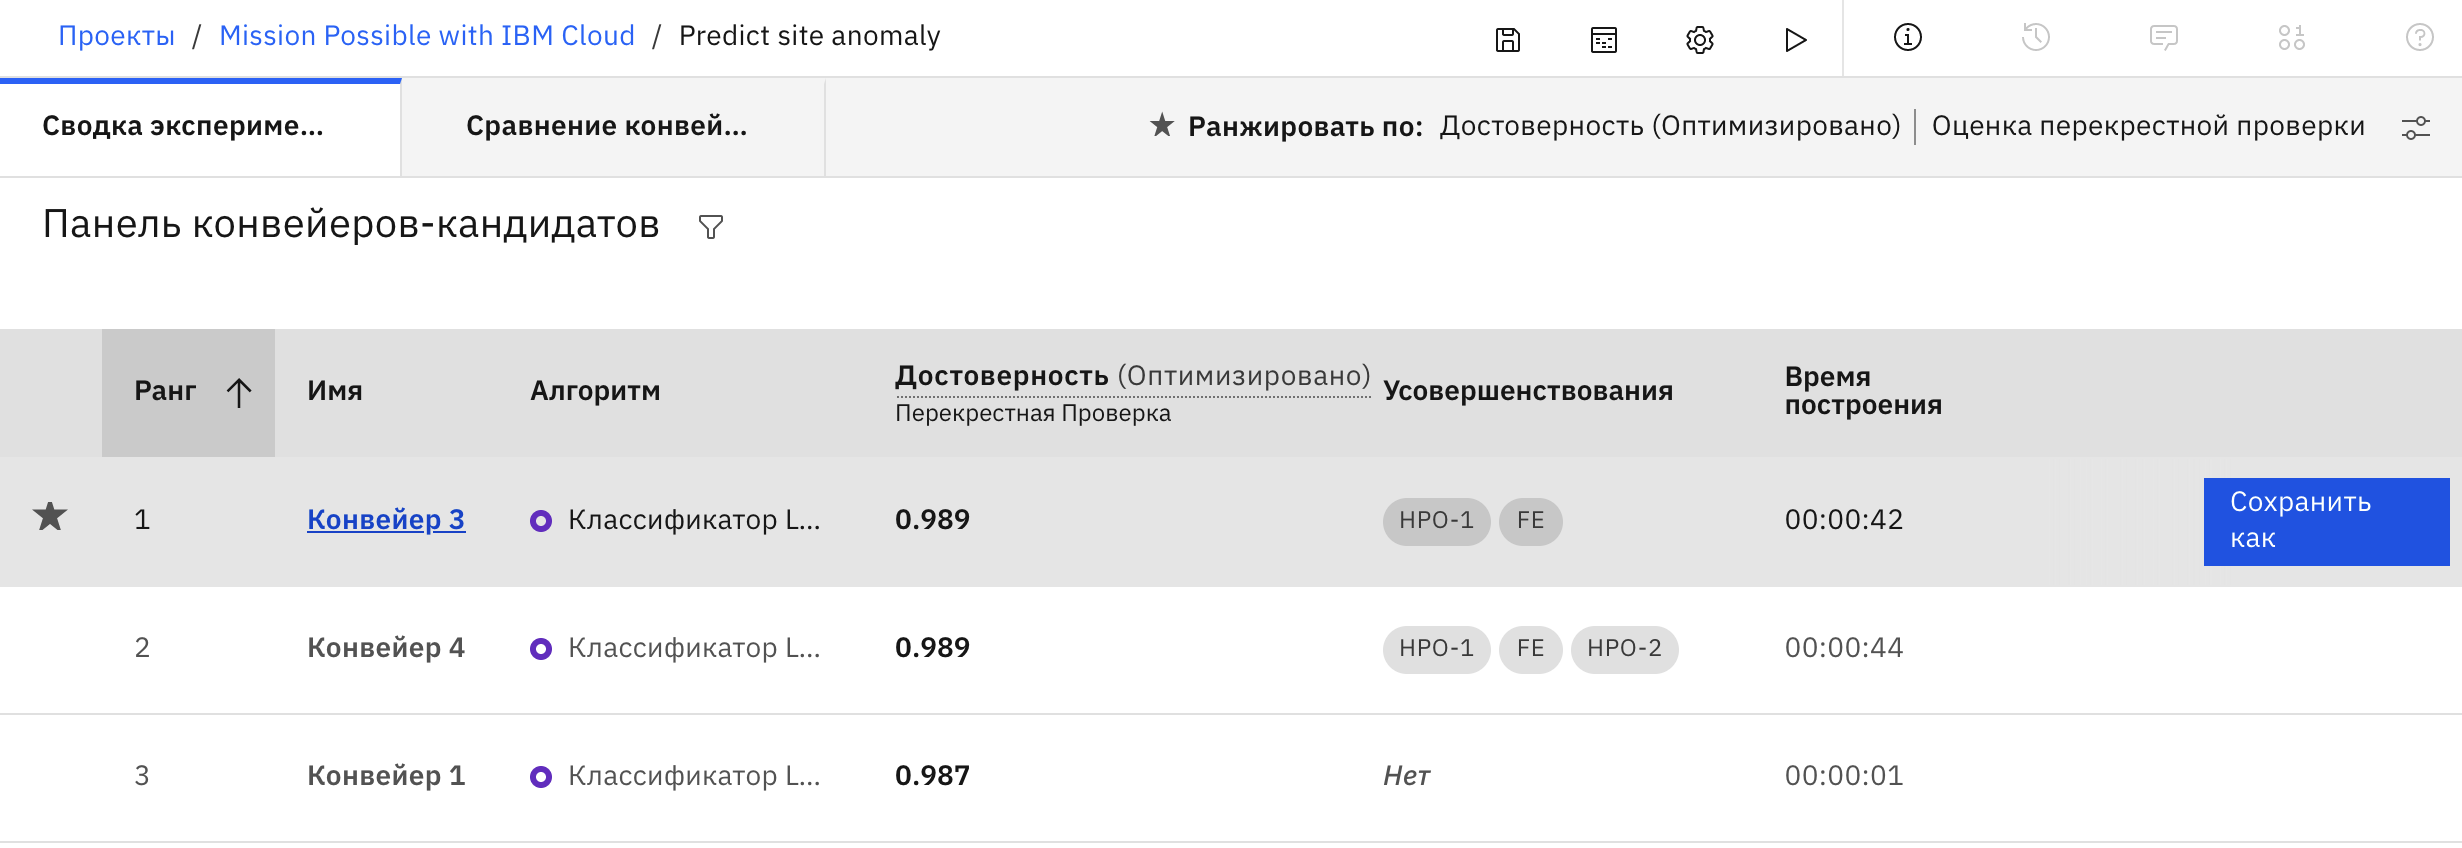 Проекты / Mission Possible with IBM Cloud / Predict site anomaly
Сводка экспериме...
Сравнение конвей...
★ Ранжировать по: Достоверность (Оптимизировано) | Оценка перекрестной проверки
Панель конвейеров-кандидатов
Ранг ↑
Имя
Алгоритм
Достоверность (Оптимизировано)
Перекрестная Проверка
Усовершенствования
Время
построения
★ 1 Конвейер 3 Классификатор L... 0.989 HPO-1 FE 00:00:42
Сохранить
как
2 Конвейер 4 Классификатор L... 0.989 HPO-1 FE HPO-2 00:00:44
3 Конвейер 1 Классификатор L... 0.987 Нет 00:00:01